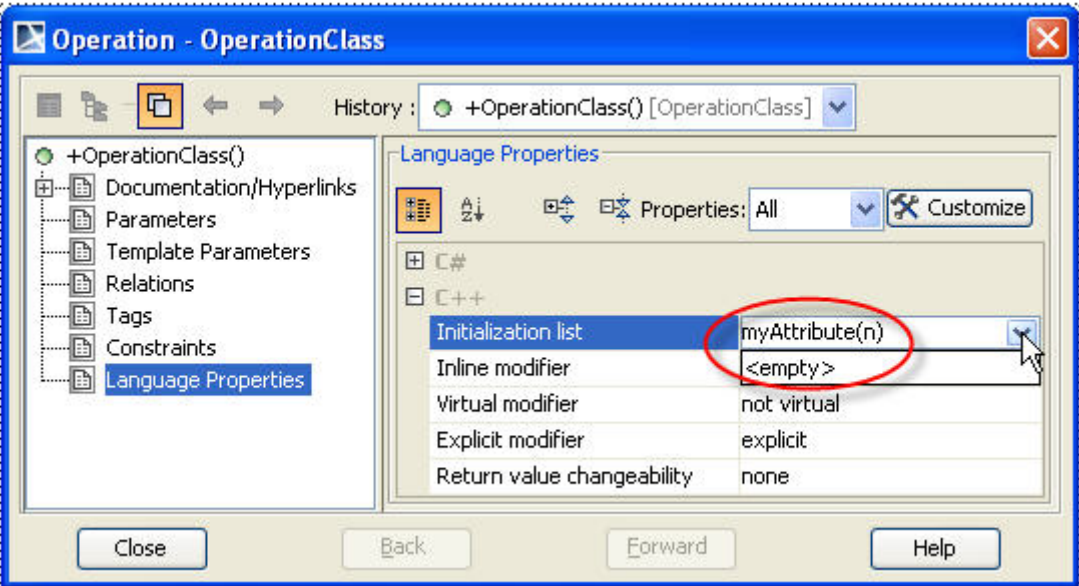 Operation - OperationClass
History : +OperationClass() [OperationClass]
+OperationClass()
Documentation/Hyperlinks
Parameters
Template Parameters
Relations
Tags
Constraints
Language Properties
Language Properties
Properties: All Customize
C#
C++
Initialization list myAttribute(n)
Inline modifier <empty>
Virtual modifier not virtual
Explicit modifier explicit
Return value changeability none
Close Back Forward Help